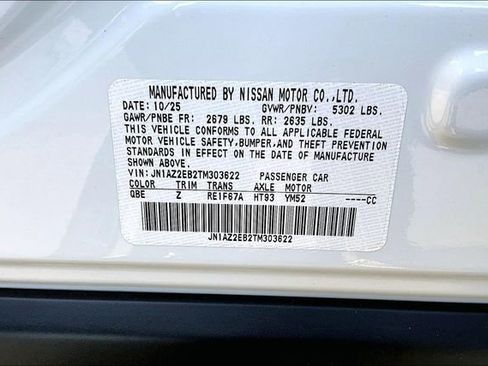 MANUFACTURED BY NISSAN MOTOR CO.,LTD.
DATE: 10/25 GVWR/PNBV: 5302 LBS.
GAWR/PNBE FR: 2679 LBS. RR: 2635 LBS.
THIS VEHICLE CONFORMS TO ALL APPLICABLE FEDERAL
MOTOR VEHICLE SAFETY,BUMPER,AND THEFT PREVENTION
STANDARDS IN EFFECT ON THE DATE OF MANUFACTURE
SHOWN ABOVE.
VIN: JN1AZ2EB2TM303622 PASSENGER CAR
COLOR TRIM TRANS AXLE MOTOR
QBE Z RE1F67A HT93 YM52 ----CC
JN1AZ2EB2TM303622